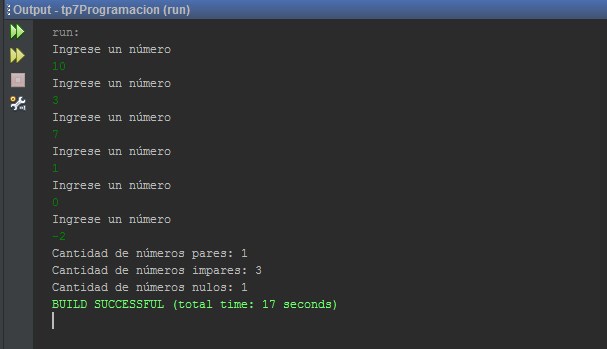 Output - tp7Programacion (run)
run:
Ingrese un número
10
Ingrese un número
3
Ingrese un número
7
Ingrese un número
1
Ingrese un número
0
Ingrese un número
-2
Cantidad de números pares: 1
Cantidad de números impares: 3
Cantidad de números nulos: 1
BUILD SUCCESSFUL (total time: 17 seconds)